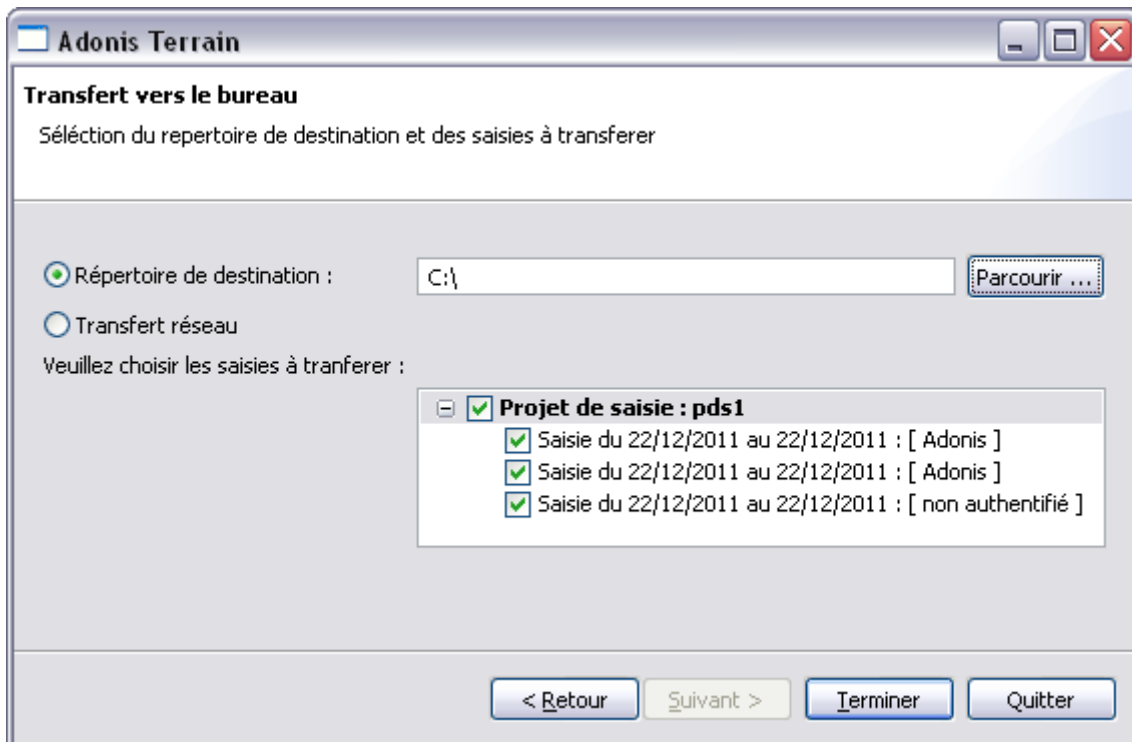 Adonis Terrain
Transfert vers le bureau
Séléction du repertoire de destination et des saisies à transferer
Répertoire de destination :
C:\
Parcourir ...
Transfert réseau
Veuillez choisir les saisies à tranferer :
Projet de saisie : pds1
Saisie du 22/12/2011 au 22/12/2011 : [ Adonis ]
Saisie du 22/12/2011 au 22/12/2011 : [ Adonis ]
Saisie du 22/12/2011 au 22/12/2011 : [ non authentifié ]
< Retour
Suivant >
Terminer
Quitter